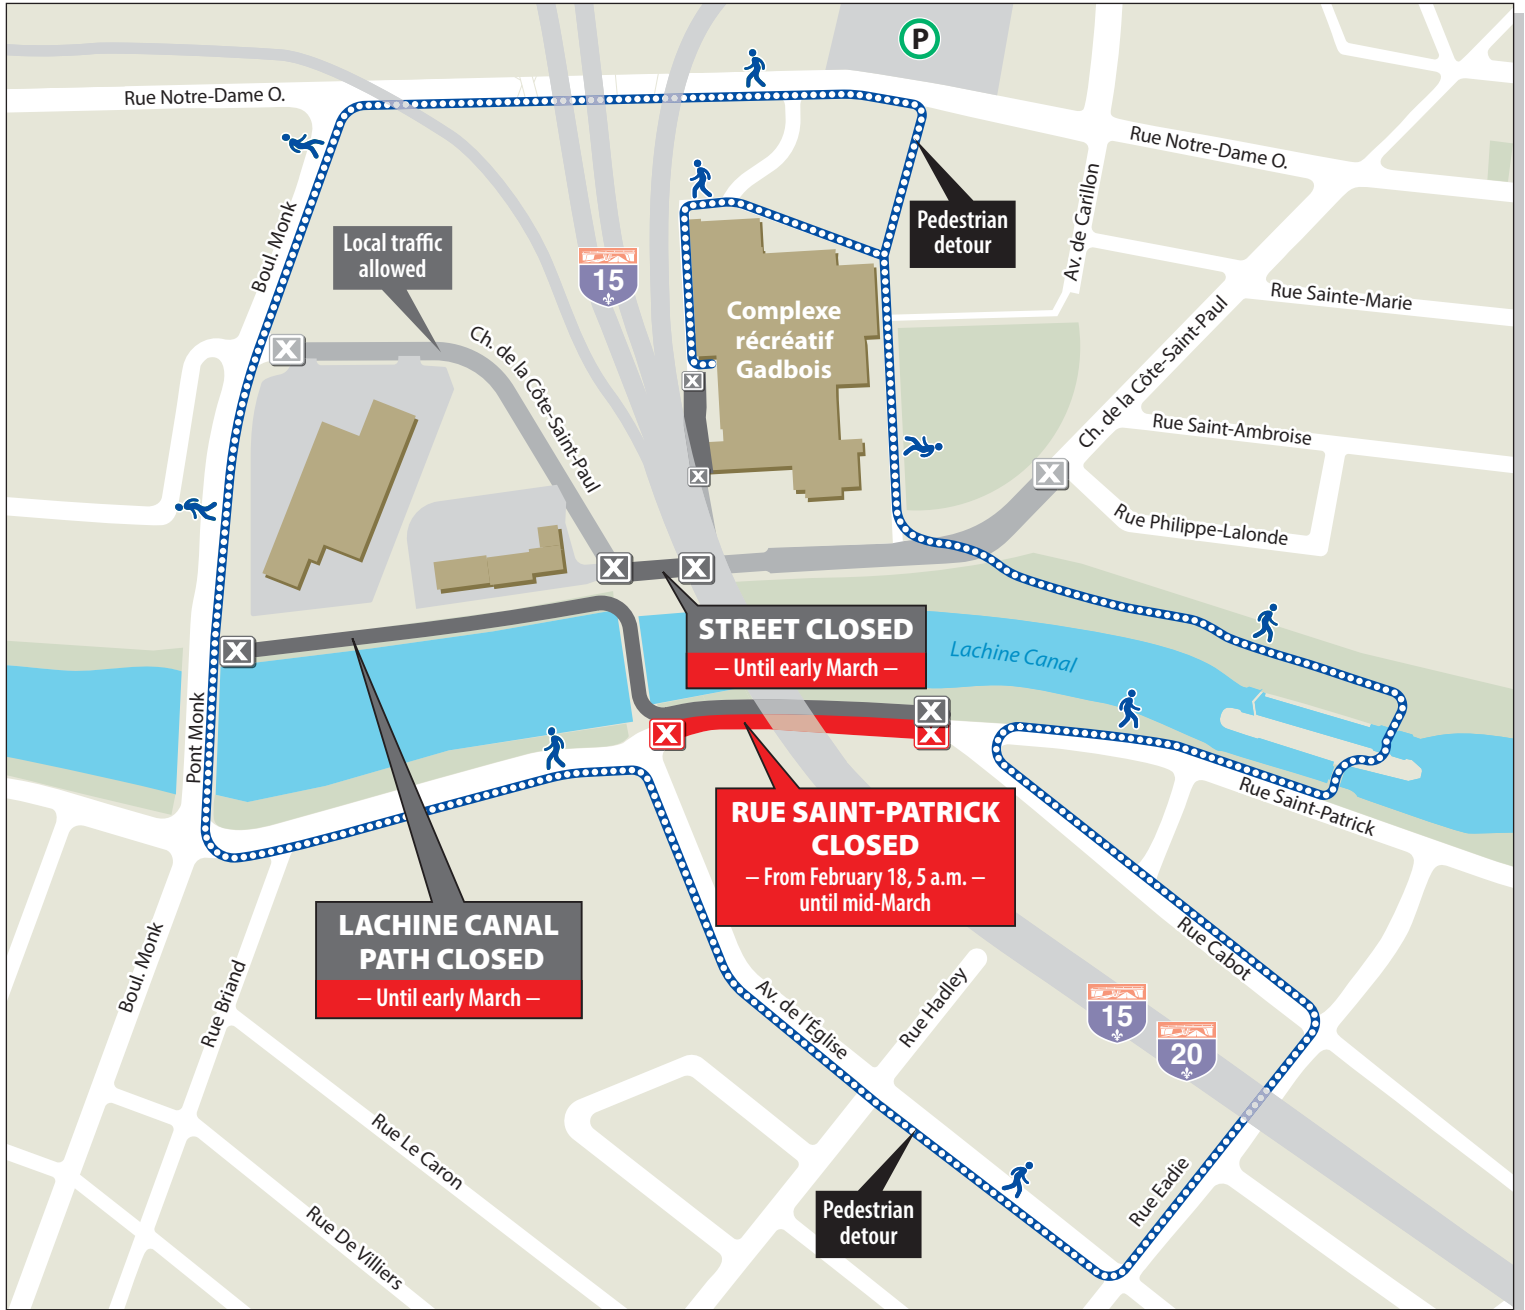 P
Rue Notre-Dame O.
Rue Notre-Dame O.
Boul. Monk
Av. de Carillon
Pedestrian
detour
Local traffic
allowed
15
Ch. de la Côte-Saint-Paul
Complexe
récréatif
Gadbois
Rue Sainte-Marie
Ch. de la Côte-Saint-Paul
Rue Saint-Ambroise
Rue Philippe-Lalonde
X
X
X
X
X
X
X
STREET CLOSED
– Until early March –
Lachine Canal
X
X
X
Pont Monk
RUE SAINT-PATRICK
CLOSED
– From February 18, 5 a.m. –
until mid-March
Rue Saint-Patrick
LACHINE CANAL
PATH CLOSED
– Until early March –
Boul. Monk
Rue Briand
Av. de l'Église
Rue Hadley
Rue Cabot
15
20
Rue Le Caron
Rue De Villiers
Pedestrian
detour
Rue Eadie